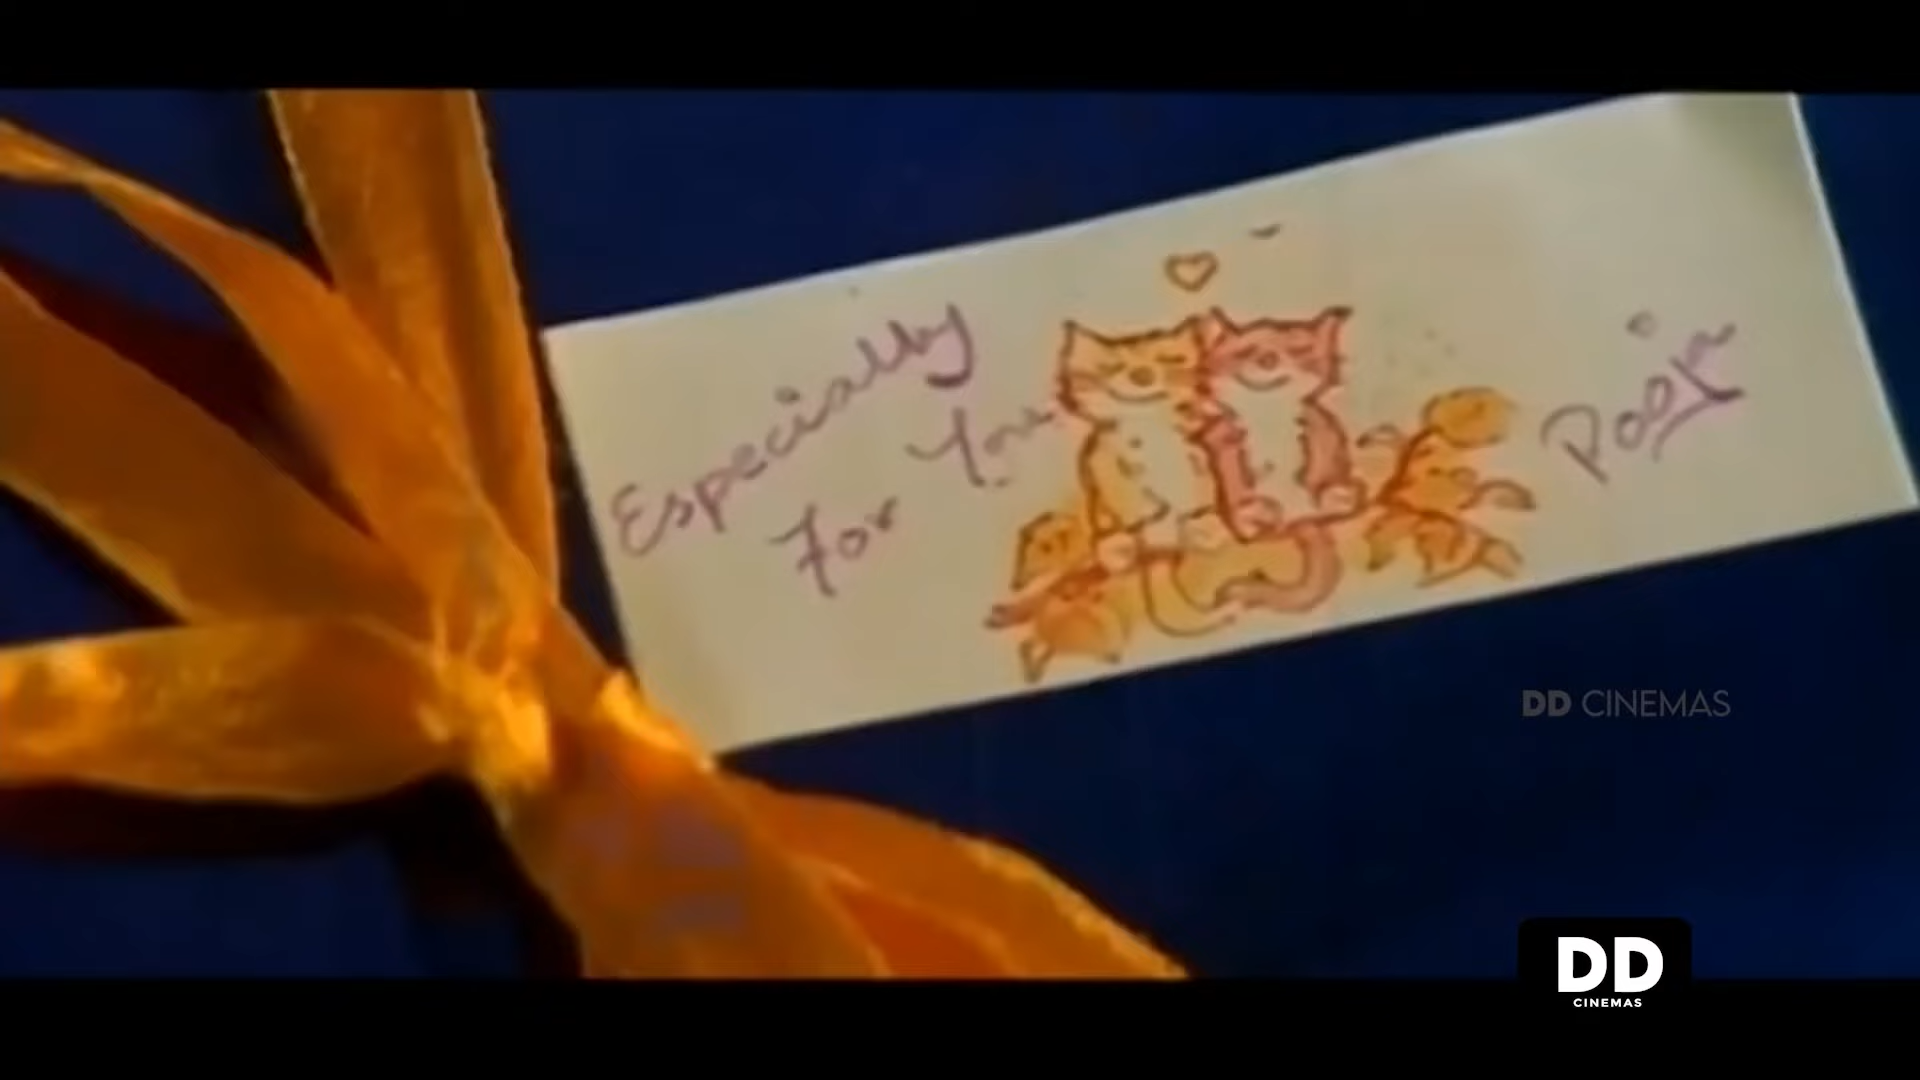 Especially
For You
Pooja
DD CINEMAS
DD
CINEMAS